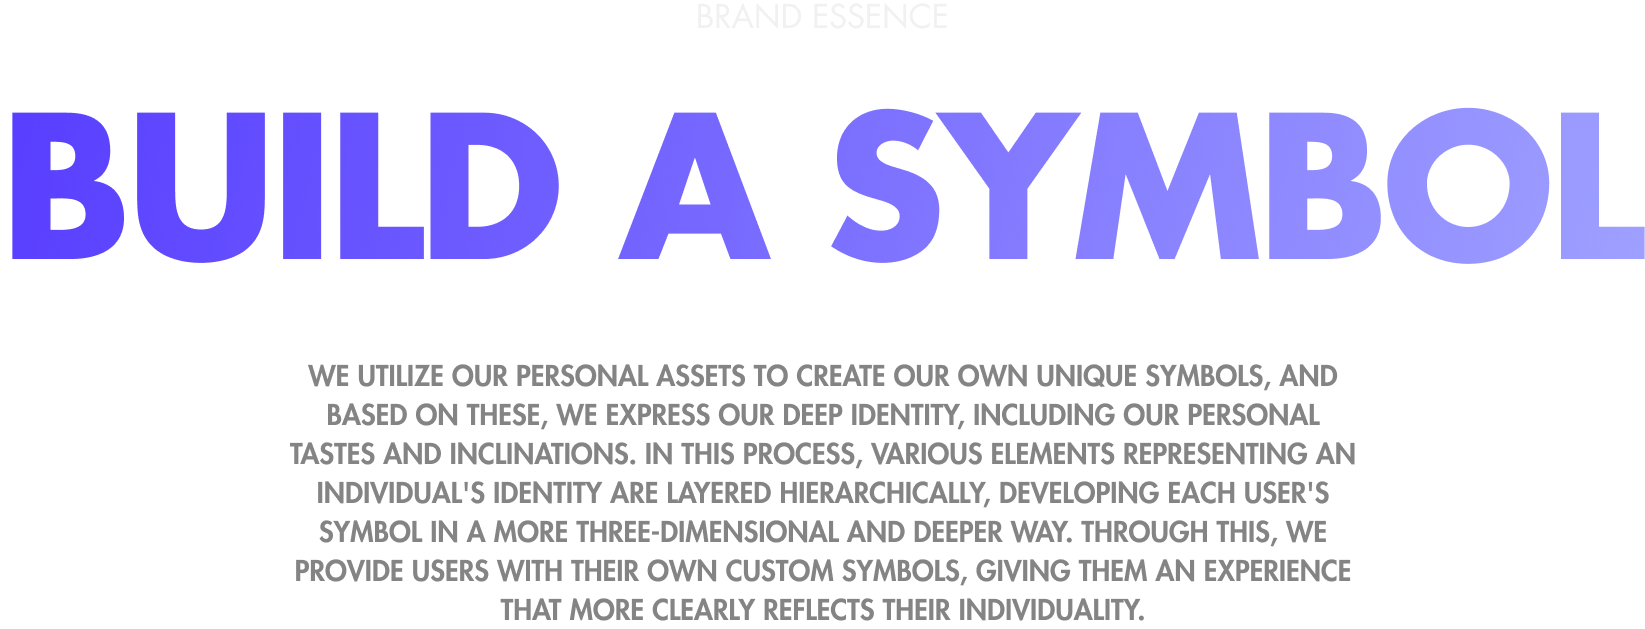 BRAND ESSENCE
BUILD A SYMBOL
WE UTILIZE OUR PERSONAL ASSETS TO CREATE OUR OWN UNIQUE SYMBOLS, AND
BASED ON THESE, WE EXPRESS OUR DEEP IDENTITY, INCLUDING OUR PERSONAL
TASTES AND INCLINATIONS. IN THIS PROCESS, VARIOUS ELEMENTS REPRESENTING AN
INDIVIDUAL'S IDENTITY ARE LAYERED HIERARCHICALLY, DEVELOPING EACH USER'S
SYMBOL IN A MORE THREE-DIMENSIONAL AND DEEPER WAY. THROUGH THIS, WE
PROVIDE USERS WITH THEIR OWN CUSTOM SYMBOLS, GIVING THEM AN EXPERIENCE
THAT MORE CLEARLY REFLECTS THEIR INDIVIDUALITY.